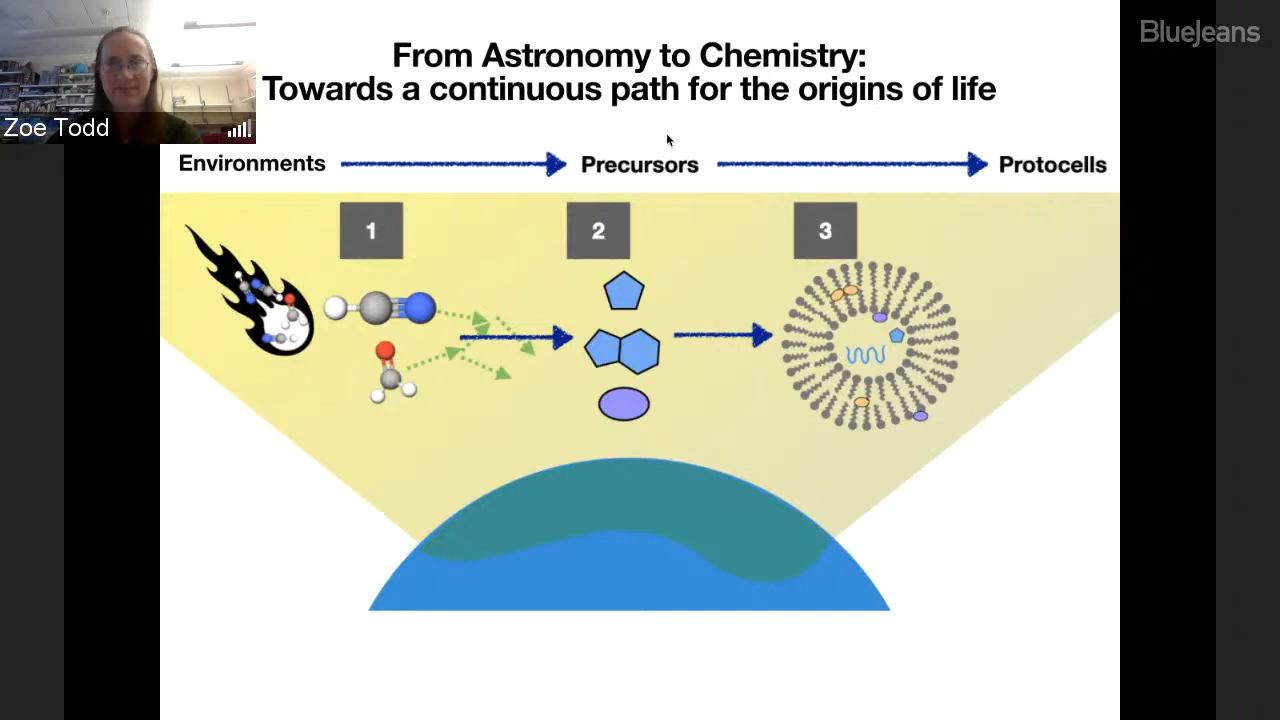 BlueJeans
From Astronomy to Chemistry:
Towards a continuous path for the origins of life
Zoe Todd
Environments
Precursors
Protocells
1
2
3